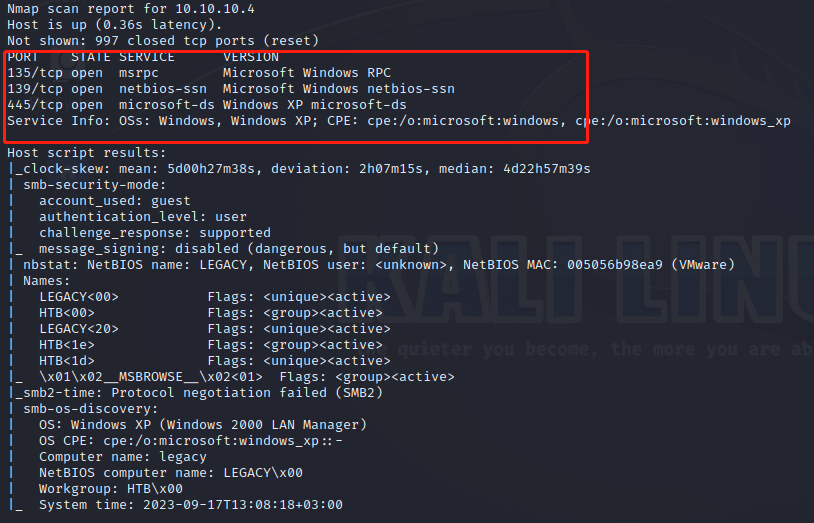 Nmap scan report for 10.10.10.4
Host is up (0.36s latency).
Not shown: 997 closed tcp ports (reset)
PORT    STATE SERVICE      VERSION
135/tcp open  msrpc        Microsoft Windows RPC
139/tcp open  netbios-ssn  Microsoft Windows netbios-ssn
445/tcp open  microsoft-ds Windows XP microsoft-ds
Service Info: OSs: Windows, Windows XP; CPE: cpe:/o:microsoft:windows, cpe:/o:microsoft:windows_xp
Host script results:
|_clock-skew: mean: 5d00h27m38s, deviation: 2h07m15s, median: 4d22h57m39s
| smb-security-mode:
|   account_used: guest
|   authentication_level: user
|   challenge_response: supported
|_  message_signing: disabled (dangerous, but default)
| nbstat: NetBIOS name: LEGACY, NetBIOS user: <unknown>, NetBIOS MAC: 005056b98ea9 (VMware)
| Names:
|   LEGACY<00>           Flags: <unique><active>
|   HTB<00>              Flags: <group><active>
|   LEGACY<20>           Flags: <unique><active>
|   HTB<1e>              Flags: <group><active>
|   HTB<1d>              Flags: <unique><active>
|_  \x01\x02__MSBROWSE__\x02<01>  Flags: <group><active>
|_smb2-time: Protocol negotiation failed (SMB2)
| smb-os-discovery:
|   OS: Windows XP (Windows 2000 LAN Manager)
|   OS CPE: cpe:/o:microsoft:windows_xp::-
|   Computer name: legacy
|   NetBIOS computer name: LEGACY\x00
|   Workgroup: HTB\x00
|_  System time: 2023-09-17T13:08:18+03:00
KALI LINU
the quieter you become, the more you are ab